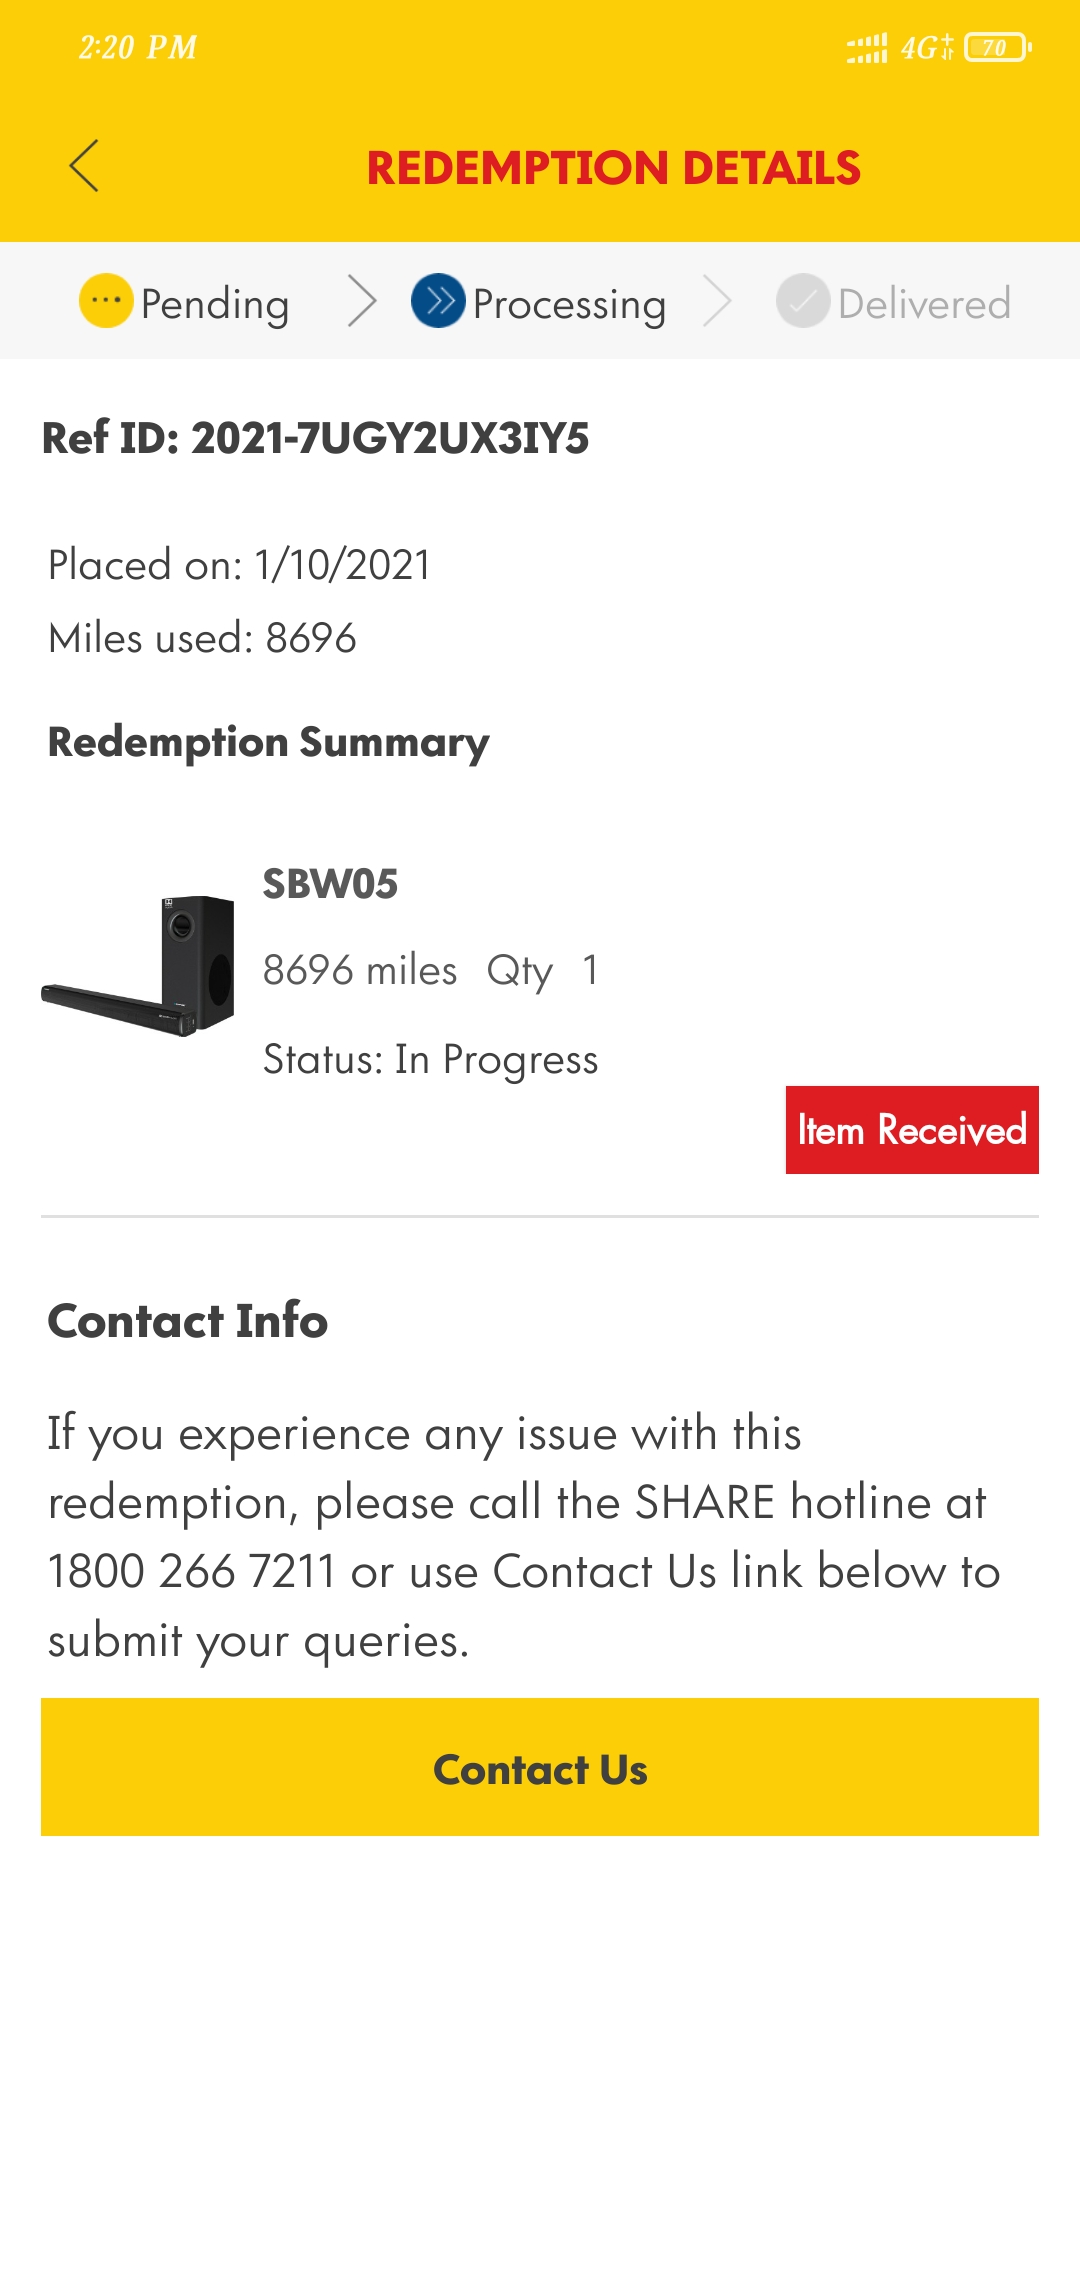 2:20 PM
4G+
70
REDEMPTION DETAILS
Pending
Processing
Delivered
Ref ID: 2021-7UGY2UX3IY5
Placed on: 1/10/2021
Miles used: 8696
Redemption Summary
SBW05
8696 miles Qty 1
Status: In Progress
Item Received
Contact Info
If you experience any issue with this
redemption, please call the SHARE hotline at
1800 266 7211 or use Contact Us link below to
submit your queries.
Contact Us